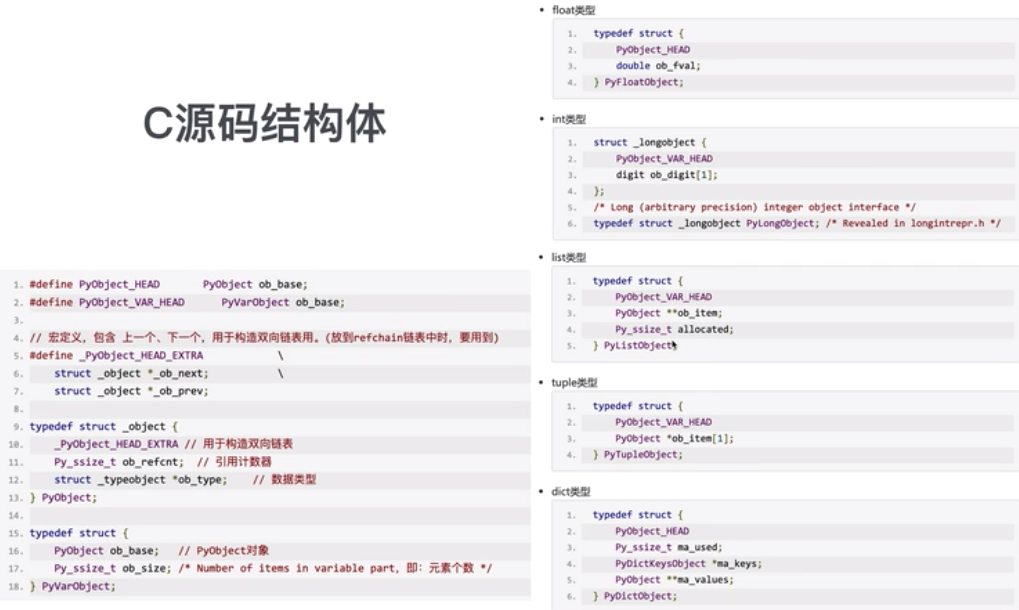 C源码结构体
1. #define PyObject_HEAD PyObject ob_base;
2. #define PyObject_VAR_HEAD PyVarObject ob_base;
3.
4. // 宏定义，包含 上一个、下一个，用于构造双向链表用。(放到refchain链表中时，要用到)
5. #define _PyObject_HEAD_EXTRA \
6. struct _object *_ob_next; \
7. struct _object *_ob_prev;
8.
9. typedef struct _object {
10. _PyObject_HEAD_EXTRA // 用于构造双向链表
11. Py_ssize_t ob_refcnt; // 引用计数器
12. struct _typeobject *ob_type; // 数据类型
13. } PyObject;
14.
15. typedef struct {
16. PyObject ob_base; // PyObject对象
17. Py_ssize_t ob_size; /* Number of items in variable part，即：元素个数 */
18. } PyVarObject;
• float类型
1. typedef struct {
2. PyObject_HEAD
3. double ob_fval;
4. } PyFloatObject;
• int类型
1. struct _longobject {
2. PyObject_VAR_HEAD
3. digit ob_digit[1];
4. };
5. /* Long (arbitrary precision) integer object interface */
6. typedef struct _longobject PyLongObject; /* Revealed in longintrepr.h */
• list类型
1. typedef struct {
2. PyObject_VAR_HEAD
3. PyObject **ob_item;
4. Py_ssize_t allocated;
5. } PyListObject;
• tuple类型
1. typedef struct {
2. PyObject_VAR_HEAD
3. PyObject *ob_item[1];
4. } PyTupleObject;
• dict类型
1. typedef struct {
2. PyObject_HEAD
3. Py_ssize_t ma_used;
4. PyDictKeysObject *ma_keys;
5. PyObject **ma_values;
6. } PyDictObject;